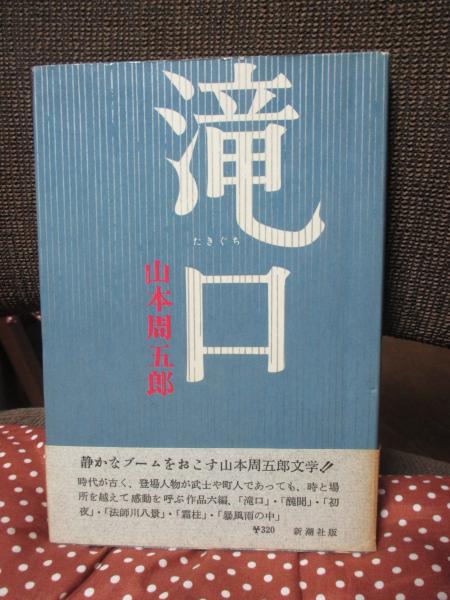 滝口
たきぐち
山本周五郎
静かなブームをおこす山本周五郎文学!!
時代が古く、登場人物が武士や町人であっても、時と場
所を越えて感動を呼ぶ作品六編、「滝口」・「醜聞」・「初
夜」・「法師川八景」・「霜柱」・「暴風雨の中」
¥320 新潮社版